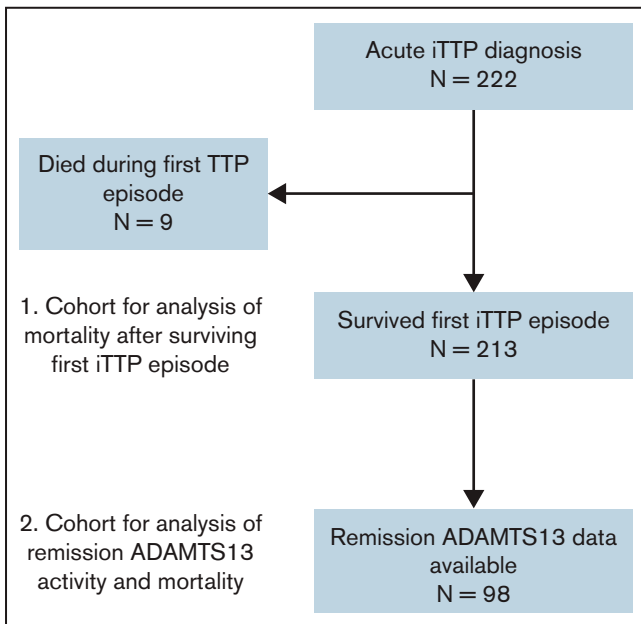 Acute iTTP diagnosis
N = 222
Died during first TTP
episode
N = 9
1. Cohort for analysis of
mortality after surviving
first iTTP episode
Survived first iTTP episode
N = 213
2. Cohort for analysis of
remission ADAMTS13
activity and mortality
Remission ADAMTS13 data
available
N = 98